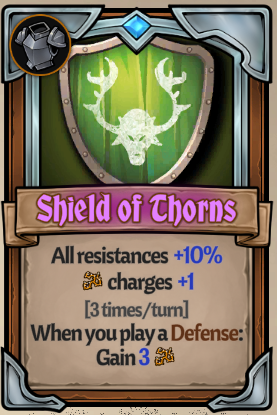 Shield of Thorns
All resistances +10%
charges +1
[3 times/turn]
When you play a Defense:
Gain 3